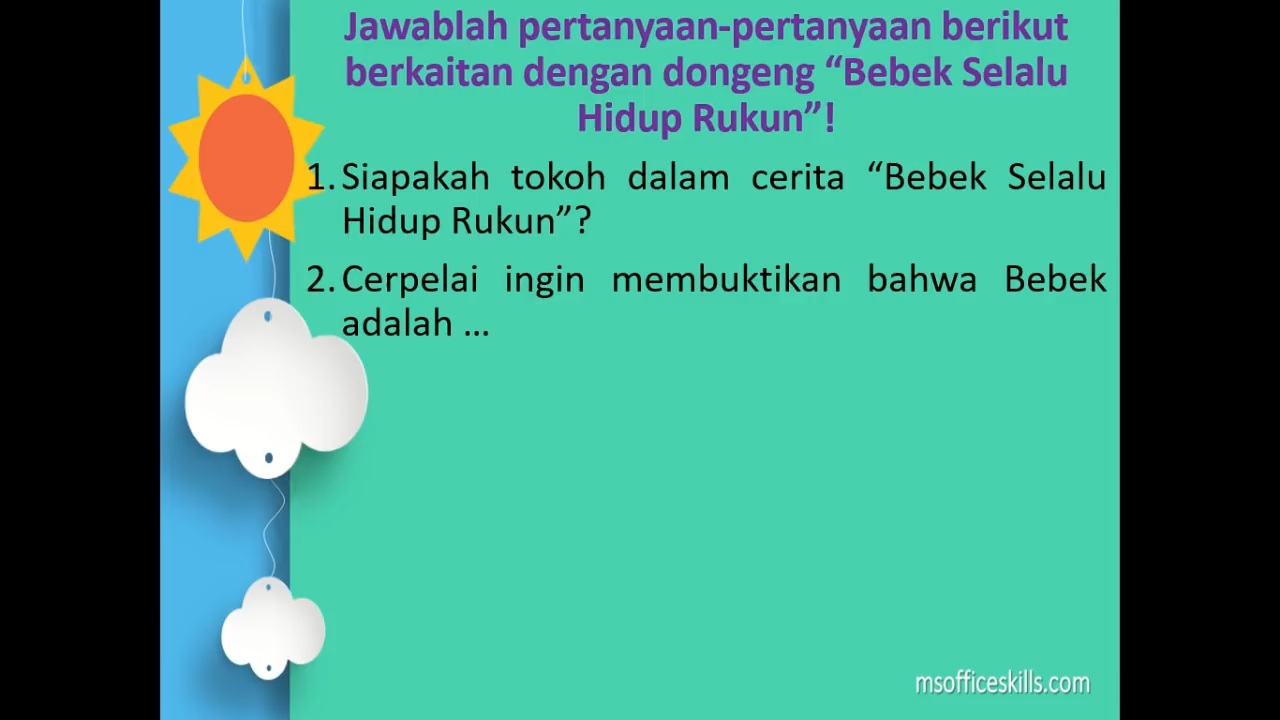 Jawablah pertanyaan-pertanyaan berikut
berkaitan dengan dongeng “Bebek Selalu
Hidup Rukun”!
1. Siapakah tokoh dalam cerita “Bebek Selalu
Hidup Rukun”?
2. Cerpelai ingin membuktikan bahwa Bebek
adalah ...
msofficeskills.com